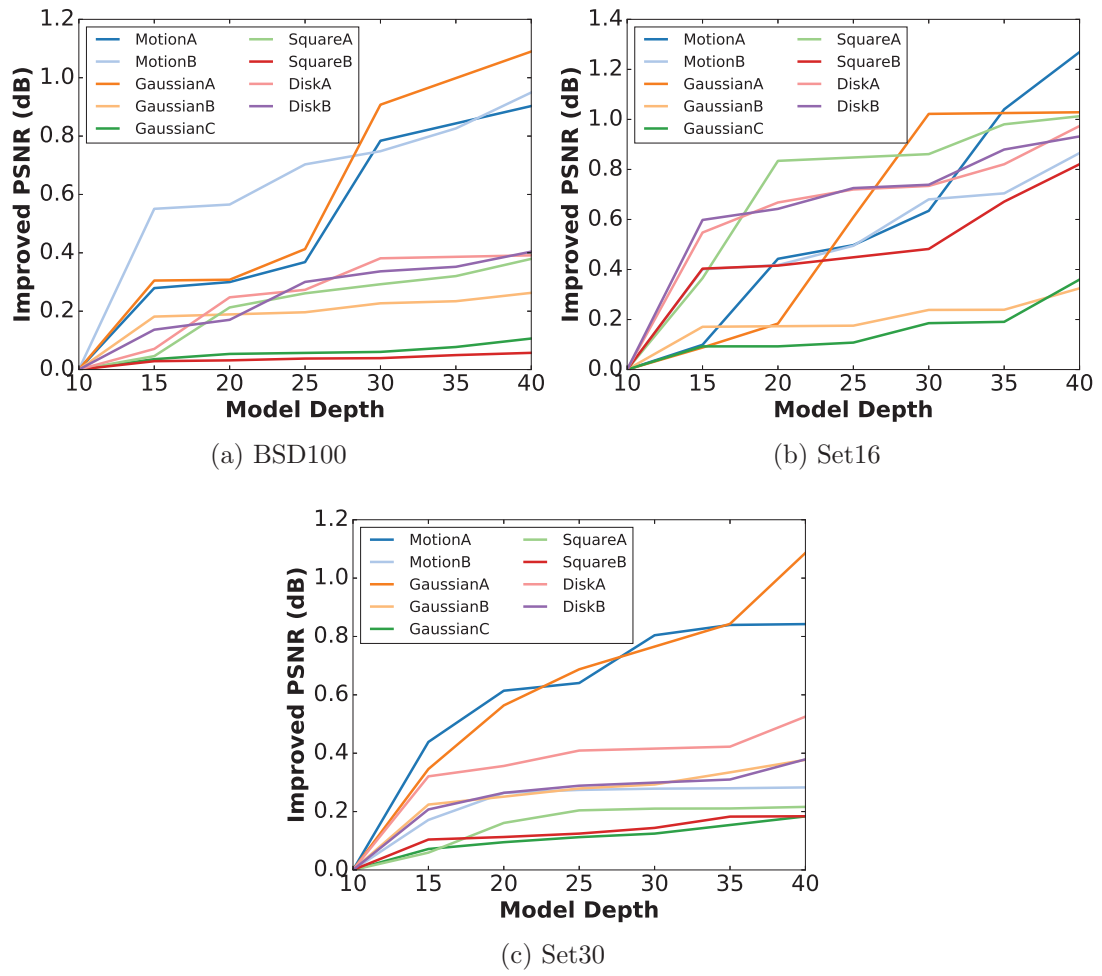 Improved PSNR (dB)
1.2
1.0
0.8
0.6
0.4
0.2
0.0
MotionA
MotionB
GaussianA
GaussianB
GaussianC
SquareA
SquareB
DiskA
DiskB
10 15 20 25 30 35 40
Model Depth
(a) BSD100
Improved PSNR (dB)
1.4
1.2
1.0
0.8
0.6
0.4
0.2
0.0
MotionA
MotionB
GaussianA
GaussianB
GaussianC
SquareA
SquareB
DiskA
DiskB
10 15 20 25 30 35 40
Model Depth
(b) Set16
Improved PSNR (dB)
1.2
1.0
0.8
0.6
0.4
0.2
0.0
MotionA
MotionB
GaussianA
GaussianB
GaussianC
SquareA
SquareB
DiskA
DiskB
10 15 20 25 30 35 40
Model Depth
(c) Set30